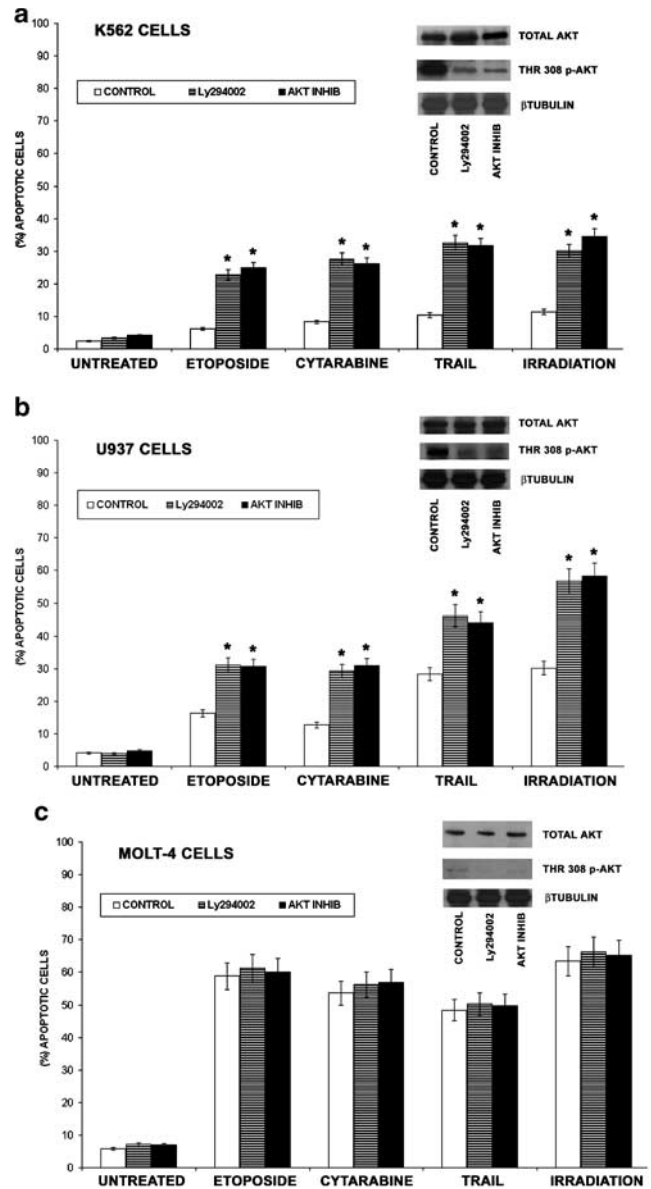 a
K562 CELLS
TOTAL AKT
THR 308 p-AKT
βTUBULIN
CONTROL
Ly294002
AKT INHIB
CONTROL Ly294002 AKT INHIB
(%) APOPTOTIC CELLS
100
90
80
70
60
50
40
30
20
10
0
* * * * * * * *
UNTREATED ETOPOSIDE CYTARABINE TRAIL IRRADIATION
b
U937 CELLS
TOTAL AKT
THR 308 p-AKT
βTUBULIN
CONTROL
Ly294002
AKT INHIB
CONTROL Ly294002 AKT INHIB
(%) APOPTOTIC CELLS
100
90
80
70
60
50
40
30
20
10
0
* * * * * * * *
UNTREATED ETOPOSIDE CYTARABINE TRAIL IRRADIATION
c
MOLT-4 CELLS
TOTAL AKT
THR 308 p-AKT
βTUBULIN
CONTROL
Ly294002
AKT INHIB
CONTROL Ly294002 AKT INHIB
(%) APOPTOTIC CELLS
100
90
80
70
60
50
40
30
20
10
0
UNTREATED ETOPOSIDE CYTARABINE TRAIL IRRADIATION